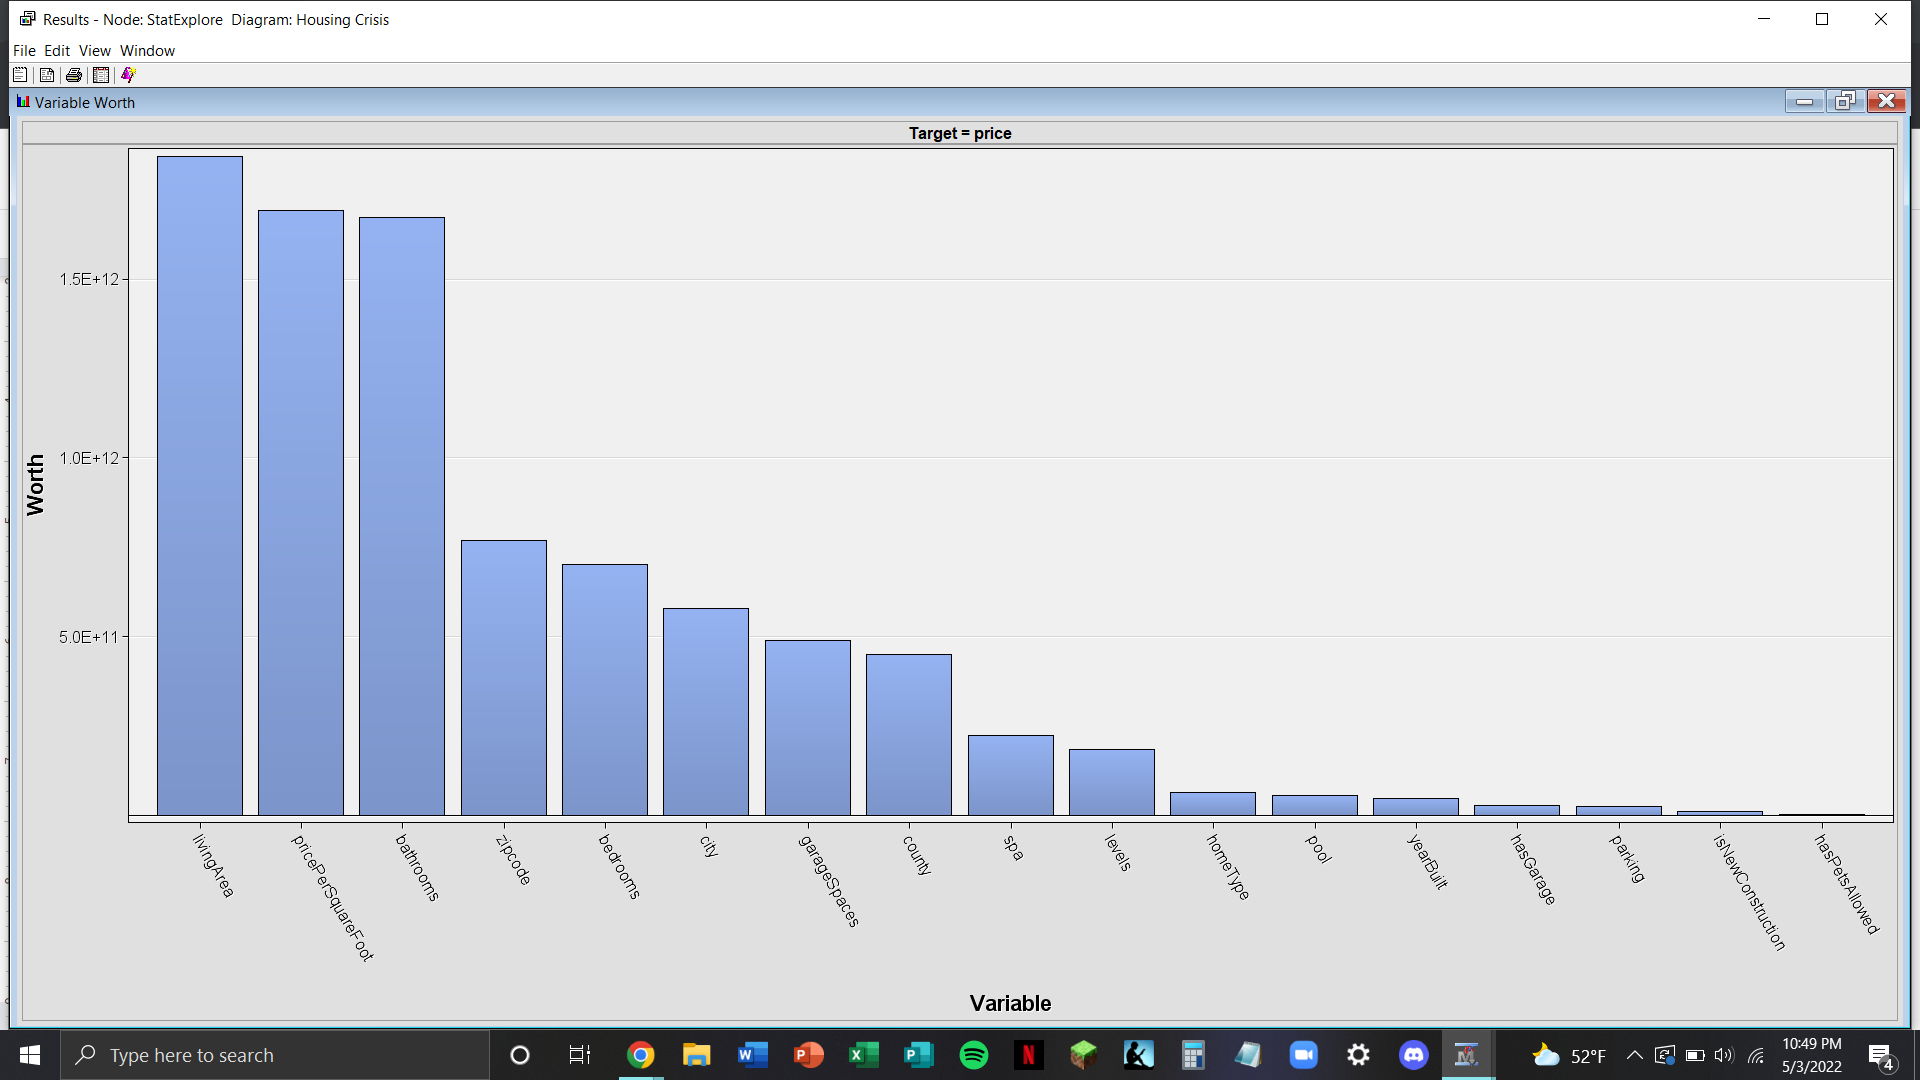 Results - Node: StatExplore  Diagram: Housing Crisis
File Edit View Window
Variable Worth
Target = price
Worth
1.5E+12
1.0E+12
5.0E+11
livingArea
pricePerSquareFoot
bathrooms
zipcode
bedrooms
city
garageSpaces
county
spa
levels
homeType
pool
yearBuilt
hasGarage
parking
isNewConstruction
hasPetsAllowed
Variable
Type here to search
52°F
10:49 PM
5/3/2022
4